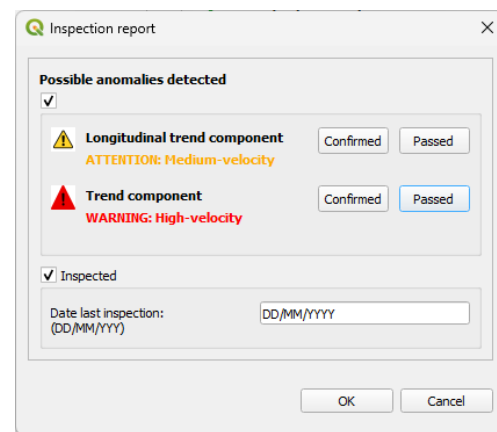 Inspection report
Possible anomalies detected
Longitudinal trend component
Confirmed
Passed
ATTENTION: Medium-velocity
Trend component
Confirmed
Passed
WARNING: High-velocity
Inspected
Date last inspection:
DD/MM/YYYY
(DD/MM/YYY)
OK
Cancel